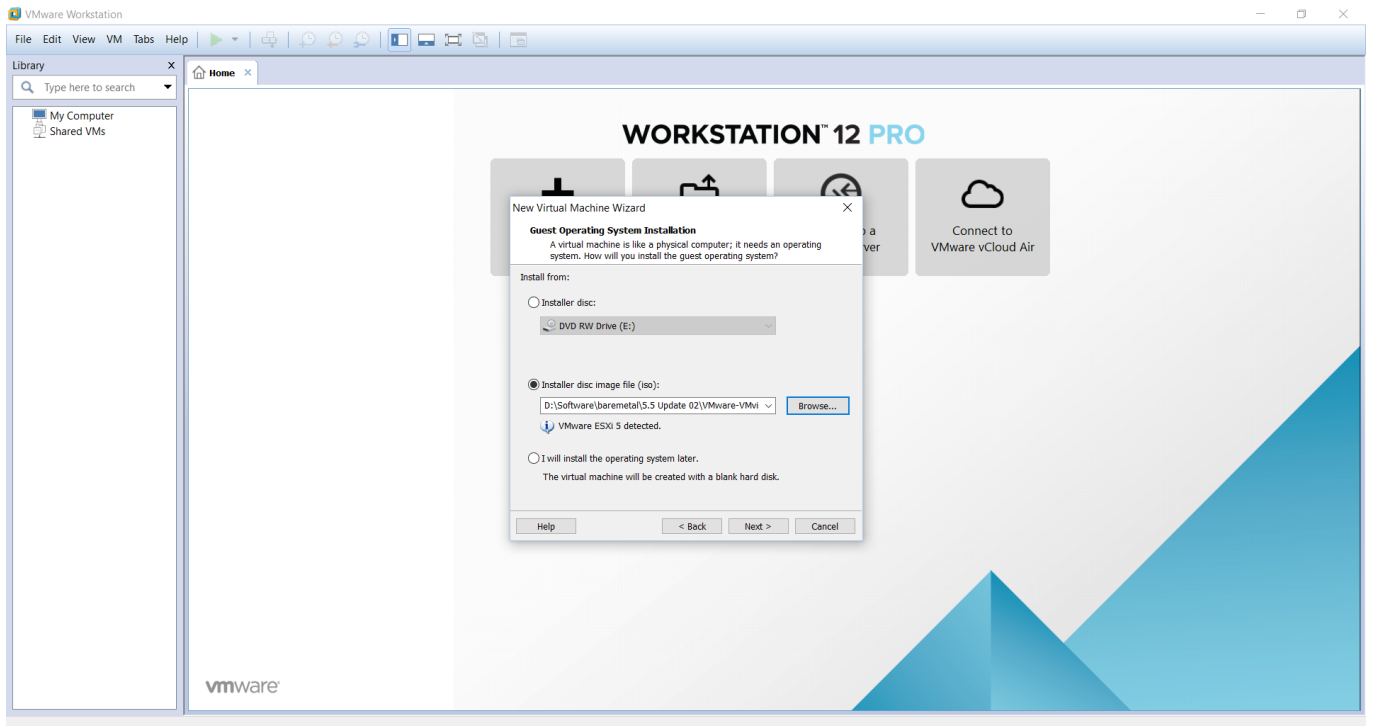 VMware Workstation
File Edit View VM Tabs Help
Library x
Home ×
Type here to search
My Computer
Shared VMs
WORKSTATION™ 12 PRO
Connect to
VMware vCloud Air
a
New Virtual Machine Wizard
Guest Operating System Installation
A virtual machine is like a physical computer; it needs an operating
system. How will you install the guest operating system?
Install from:
Installer disc:
DVD RW Drive (E:)
Installer disc image file (iso):
D:\Software\baremetal\5.5 Update 02\VMware-VMvi
Browse...
VMware ESXi 5 detected.
I will install the operating system later.
The virtual machine will be created with a blank hard disk.
Help < Back Next > Cancel
vmware